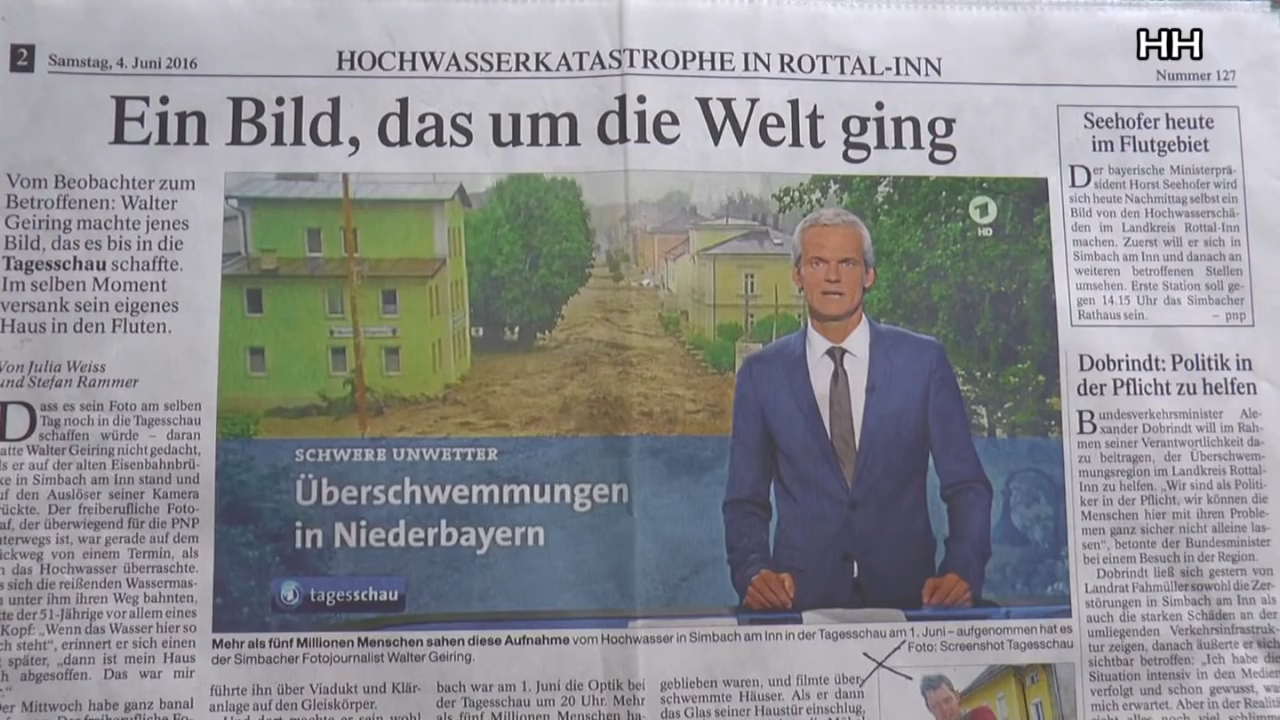 HH
2
Samstag, 4. Juni 2016
HOCHWASSERKATASTROPHE IN ROTTAL-INN
Nummer 127
Ein Bild, das um die Welt ging
Vom Beobachter zum
Betroffenen: Walter
Geiring machte jenes
Bild, das es bis in die
Tagesschau schaffte.
Im selben Moment
versank sein eigenes
Haus in den Fluten.
Von Julia Weiss
und Stefan Rammer
Dass es sein Foto am selben
Tag noch in die Tagesschau
schaffen würde – daran
atte Walter Geiring nicht gedacht,
ls er auf der alten Eisenbahnbrü-
ke in Simbach am Inn stand und
uf den Auslöser seiner Kamera
rückte. Der freiberufliche Foto-
af, der überwiegend für die PNP
terwegs ist, war gerade auf dem
ickweg von einem Termin, als
n das Hochwasser überraschte.
s sich die reißenden Wassermas-
unter ihm ihren Weg bahnten,
te der 51-Jährige vor allem eines
Kopf: „Wenn das Wasser hier so
h steht“, erinnert er sich einen
später, „dann ist mein Haus
h abgesoffen. Das war mir
.“
er Mittwoch habe ganz banal
1
HD
SCHWERE UNWETTER
Überschwemmungen
in Niederbayern
tagesschau
Mehr als fünf Millionen Menschen sahen diese Aufnahme vom Hochwasser in Simbach am Inn in der Tagesschau am 1. Juni – aufgenommen hat es
der Simbacher Fotojournalist Walter Geiring.
Foto: Screenshot Tagesschau
führte ihn über Viadukt und Klär-
anlage auf den Gleiskörper.
bach war am 1. Juni die Optik bei
der Tagesschau um 20 Uhr. Mehr
als fünf Millionen Menschen ha-
geblieben waren, und filmte über
schwemmte Häuser. Als er dann
das Glas seiner Haustür einschlug,
Seehofer heute
im Flutgebiet
Der bayerische Ministerprä-
sident Horst Seehofer wird
sich heute Nachmittag selbst ein
Bild von den Hochwasserschä-
den im Landkreis Rottal-Inn
machen. Zuerst will er sich in
Simbach am Inn und danach an
weiteren betroffenen Stellen
umsehen. Erste Station soll ge-
gen 14.15 Uhr das Simbacher
Rathaus sein. – pnp
Dobrindt: Politik in
der Pflicht zu helfen
Bundesverkehrsminister Ale-
xander Dobrindt will im Rah-
men seiner Verantwortlichkeit da-
zu beitragen, der Überschwem-
mungsregion im Landkreis Rottal-
Inn zu helfen. „Wir sind als Politi-
ker in der Pflicht, wir können die
Menschen hier mit ihren Proble-
men ganz sicher nicht alleine las-
sen“, betonte der Bundesminister
bei einem Besuch in der Region.
Dobrindt ließ sich gestern von
Landrat Fahmüller sowohl die Zer-
störungen in Simbach am Inn als
auch die starken Schäden an der
umliegenden Verkehrsinfrastruk-
tur zeigen, danach äußerte er sich
sichtbar betroffen: „Ich habe die
Situation intensiv in den Medien
verfolgt und schon gewusst, wa
mich erwartet. Aber in der Realitä